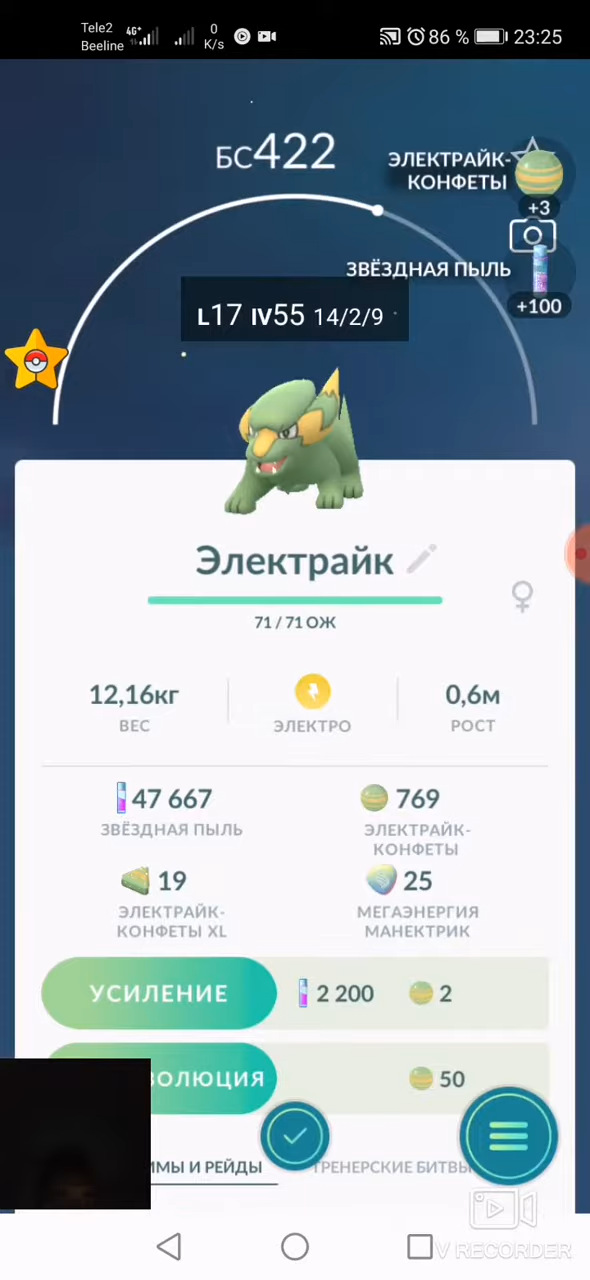 Tele2
Beeline
4G+
0
K/s
86 %
23:25
БС422
ЭЛЕКТРАЙК-
КОНФЕТЫ
+3
ЗВЁЗДНАЯ ПЫЛЬ
+100
L17 IV55 14/2/9
Электрайк
71 / 71 ОЖ
12,16кг
ВЕС
ЭЛЕКТРО
0,6м
РОСТ
47 667
ЗВЁЗДНАЯ ПЫЛЬ
769
ЭЛЕКТРАЙК-
КОНФЕТЫ
19
ЭЛЕКТРАЙК-
КОНФЕТЫ XL
25
МЕГАЭНЕРГИЯ
МАНЕКТРИК
УСИЛЕНИЕ
2 200
2
ВОЛЮЦИЯ
50
ИМЫ И РЕЙДЫ
ТРЕНЕРСКИЕ БИТВЫ
V RECORDER